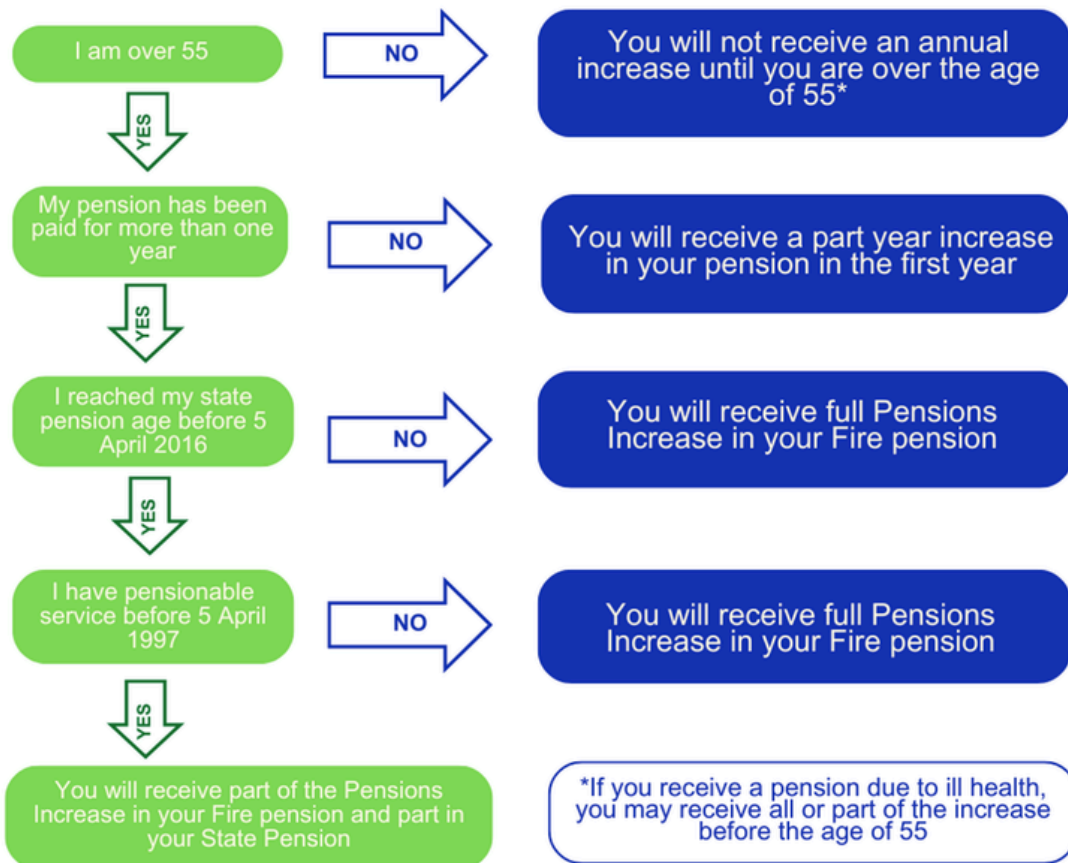 I am over 55
NO
You will not receive an annual
increase until you are over the age
of 55*
YES
My pension has been
paid for more than one
year
NO
You will receive a part year increase
in your pension in the first year
YES
I reached my state
pension age before 5
April 2016
NO
You will receive full Pensions
Increase in your Fire pension
YES
I have pensionable
service before 5 April
1997
NO
You will receive full Pensions
Increase in your Fire pension
YES
You will receive part of the Pensions
Increase in your Fire pension and part in
your State Pension
*If you receive a pension due to ill health,
you may receive all or part of the increase
before the age of 55